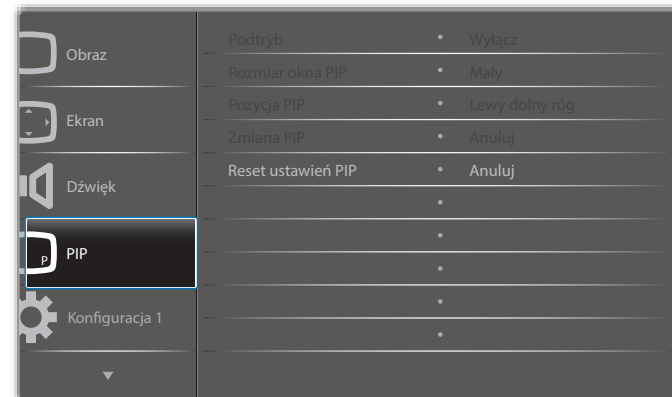 Obraz
Ekran
Dźwięk
P
PIP
Konfiguracja 1
Podtryb • Wyłącz
Rozmiar okna PIP • Mały
Pozycja PIP • Lewy dolny róg
Zmiana PIP • Anuluj
Reset ustawień PIP • Anuluj